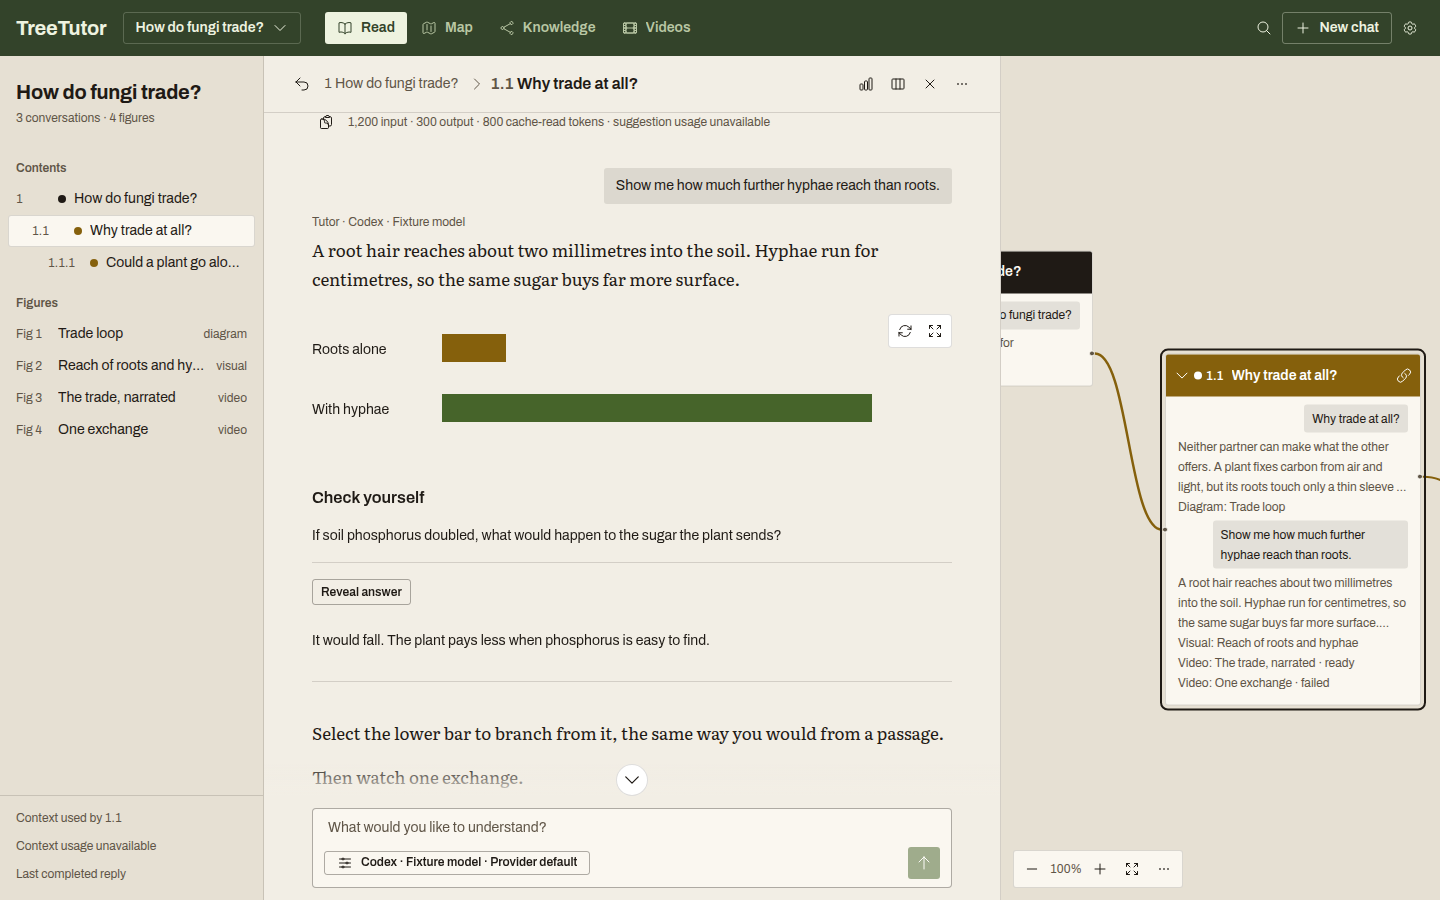 TreeTutor
How do fungi trade?
Read
Map
Knowledge
Videos
New chat
How do fungi trade?
3 conversations · 4 figures
Contents
1 How do fungi trade?
1.1 Why trade at all?
1.1.1 Could a plant go alo...
Figures
Fig 1 Trade loop diagram
Fig 2 Reach of roots and hy... visual
Fig 3 The trade, narrated video
Fig 4 One exchange video
Context used by 1.1
Context usage unavailable
Last completed reply
1 How do fungi trade?
1.1 Why trade at all?
1,200 input · 300 output · 800 cache-read tokens · suggestion usage unavailable
Show me how much further hyphae reach than roots.
Tutor · Codex · Fixture model
A root hair reaches about two millimetres into the soil. Hyphae run for
centimetres, so the same sugar buys far more surface.
Roots alone
With hyphae
Check yourself
If soil phosphorus doubled, what would happen to the sugar the plant sends?
Reveal answer
It would fall. The plant pays less when phosphorus is easy to find.
Select the lower bar to branch from it, the same way you would from a passage.
Then watch one exchange.
What would you like to understand?
Codex · Fixture model · Provider default
de?
o fungi trade?
for
1.1 Why trade at all?
Why trade at all?
Neither partner can make what the other
offers. A plant fixes carbon from air and
light, but its roots touch only a thin sleeve ...
Diagram: Trade loop
Show me how much further
hyphae reach than roots.
A root hair reaches about two millimetres
into the soil. Hyphae run for centimetres, so
the same sugar buys far more surface....
Visual: Reach of roots and hyphae
Video: The trade, narrated · ready
Video: One exchange · failed
100%